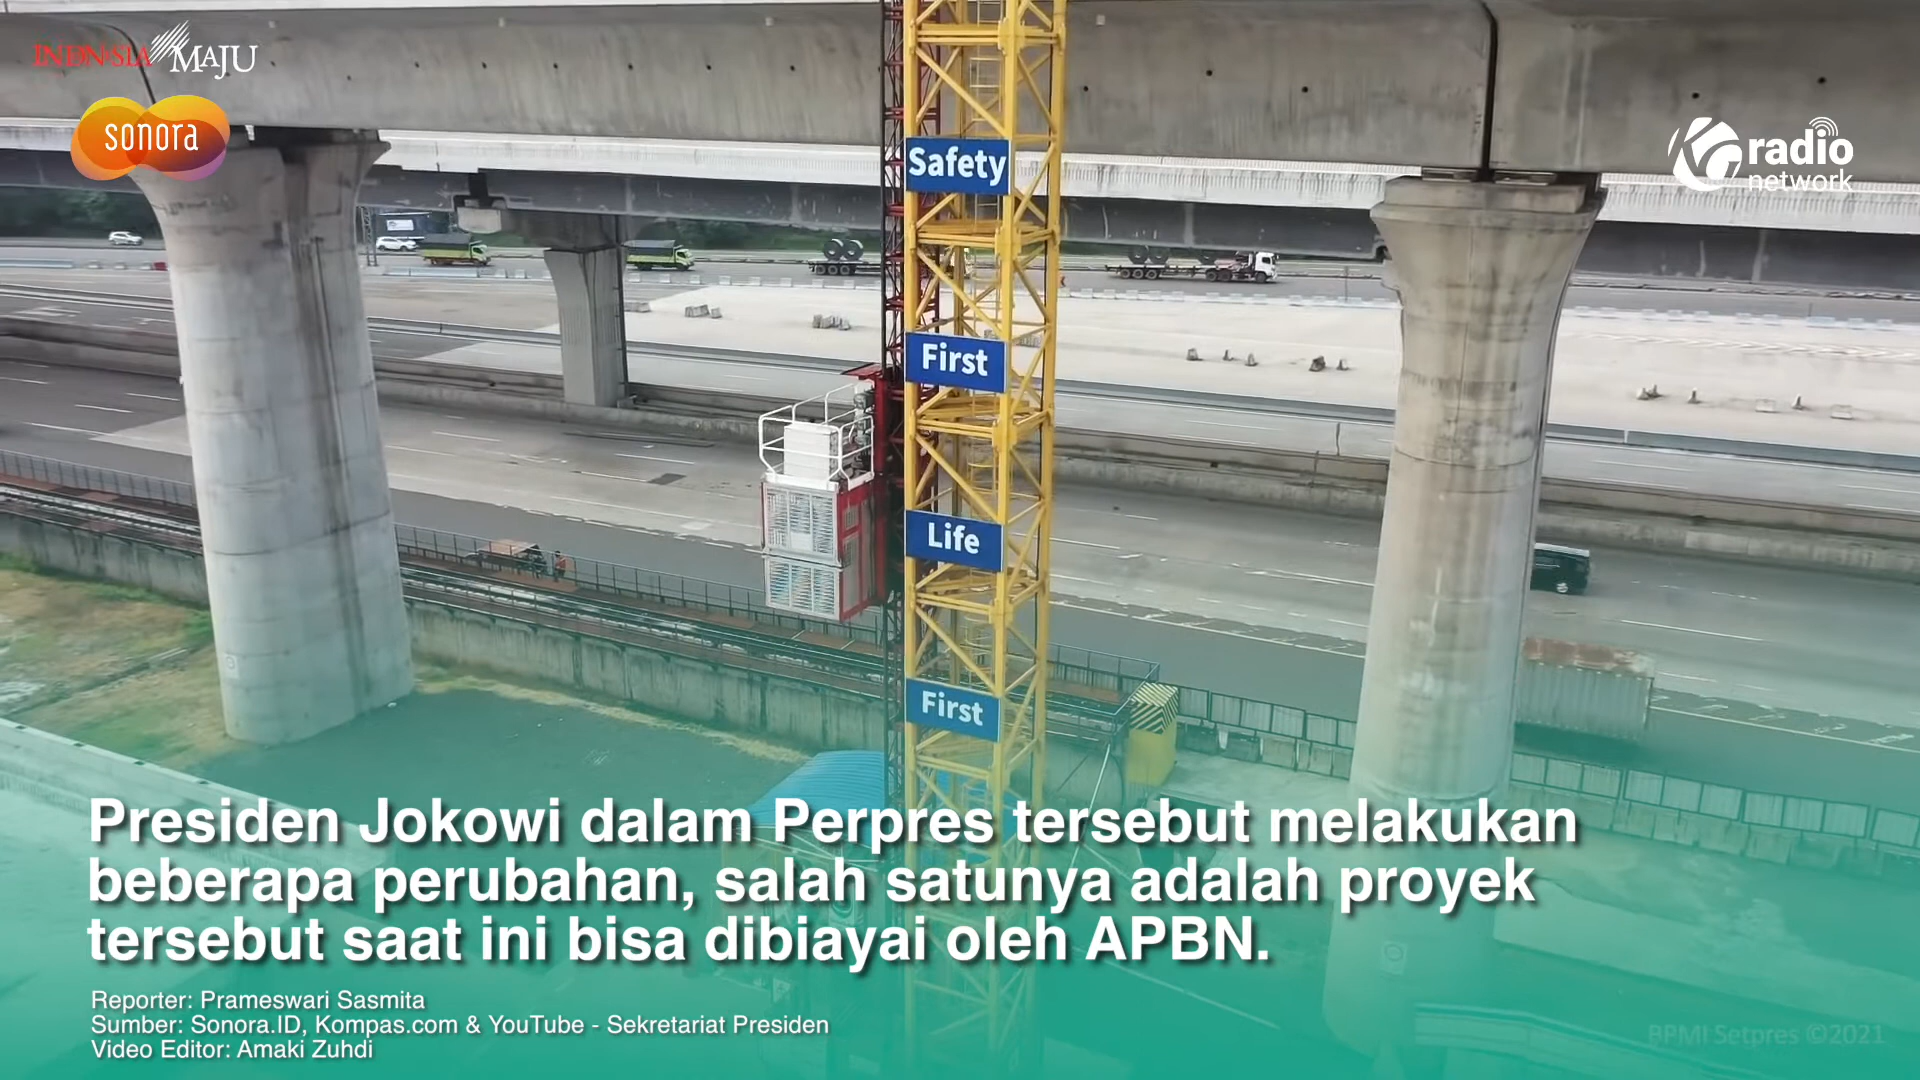 INDONESIA MAJU
sonora
radio
network
Safety
First
Life
First
Presiden Jokowi dalam Perpres tersebut melakukan
beberapa perubahan, salah satunya adalah proyek
tersebut saat ini bisa dibiayai oleh APBN.
Reporter: Prameswari Sasmita
Sumber: Sonora.ID, Kompas.com & YouTube - Sekretariat Presiden
Video Editor: Amaki Zuhdi
BPMI Setpres ©2021